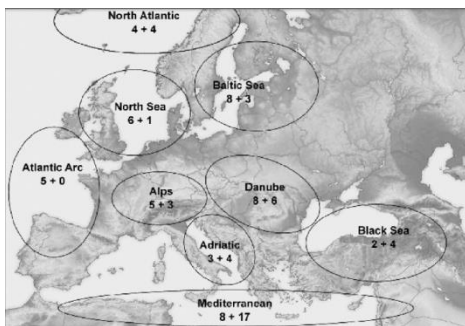 North Atlantic
4 + 4
Baltic Sea
8 + 3
North Sea
6 + 1
Atlantic Arc
5 + 0
Alps
5 + 3
Danube
8 + 6
Black Sea
2 + 4
Adriatic
3 + 4
Mediterranean
8 + 17